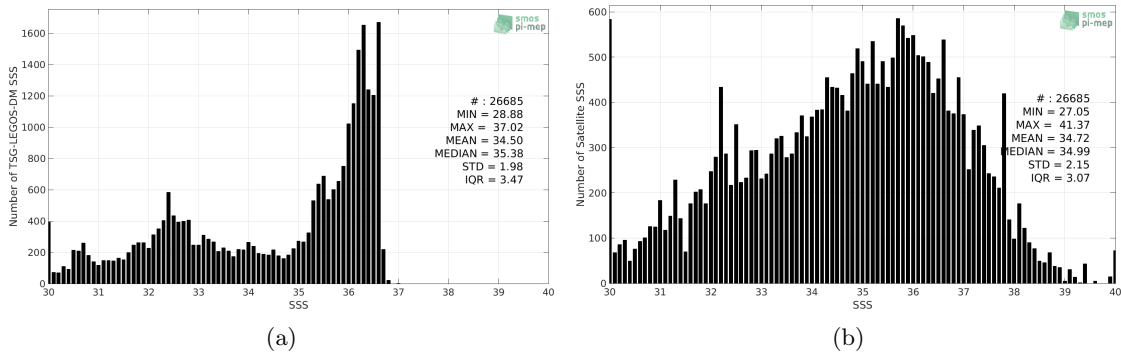 1600
1400
1200
1000
800
600
400
200
0
Number of TSG-LEGOS-DM SSS
smos
pi-mep
# : 26685
MIN = 28.88
MAX = 37.02
MEAN = 34.50
MEDIAN = 35.38
STD = 1.98
IQR = 3.47
30 31 32 33 34 35 36 37 38 39 40
SSS
(a)
600
500
400
300
200
100
0
Number of Satellite SSS
smos
pi-mep
# : 26685
MIN = 27.05
MAX = 41.37
MEAN = 34.72
MEDIAN = 34.99
STD = 2.15
IQR = 3.07
30 31 32 33 34 35 36 37 38 39 40
SSS
(b)